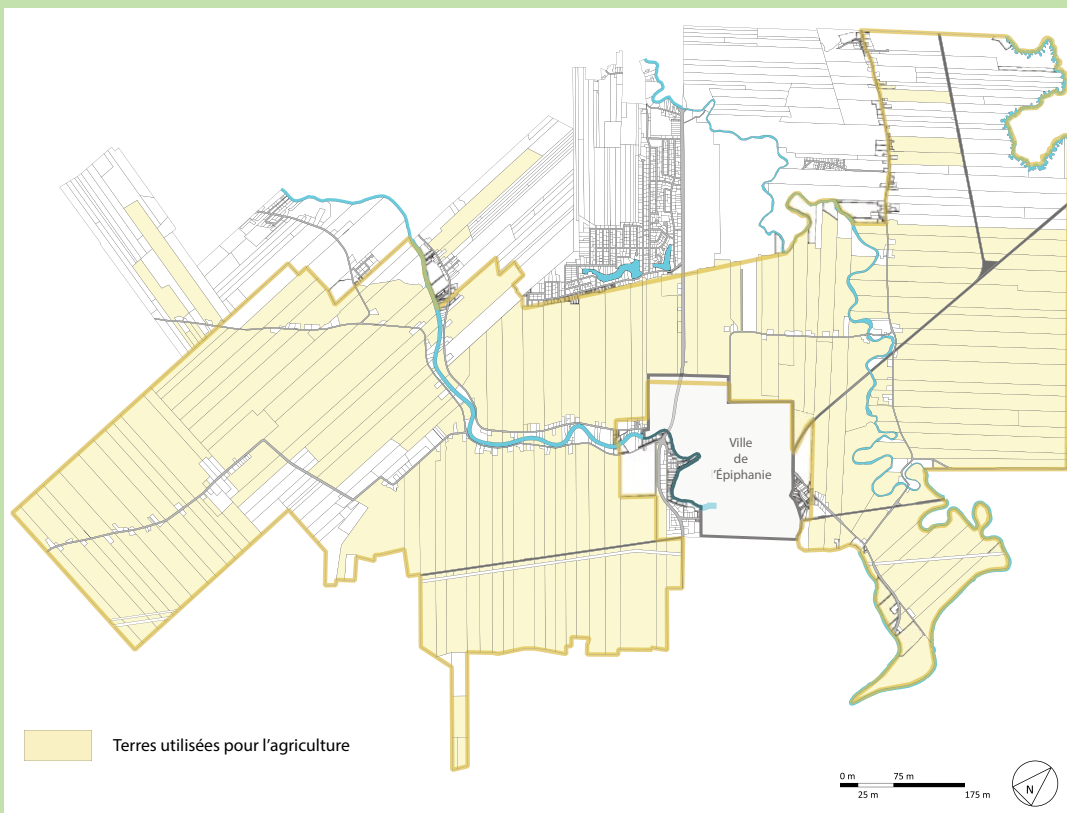 Ville
de
l'Épiphanie
Terres utilisées pour l'agriculture
0 m 75 m
25 m 175 m
N